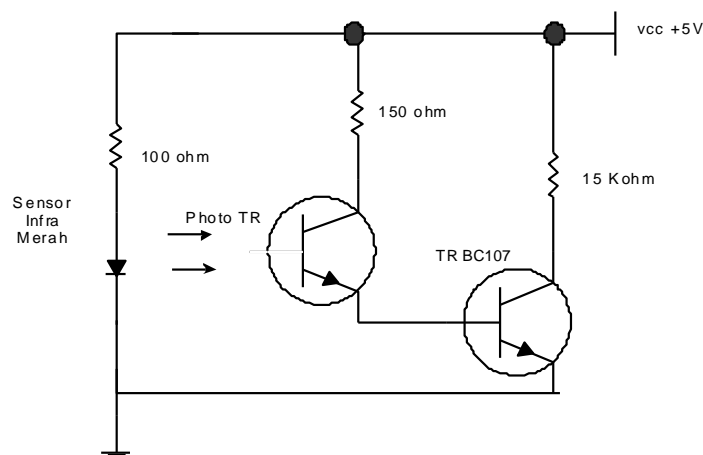 vcc +5V
150 ohm
100 ohm
15 Kohm
Sensor
Infra
Merah
Photo TR
TR BC107